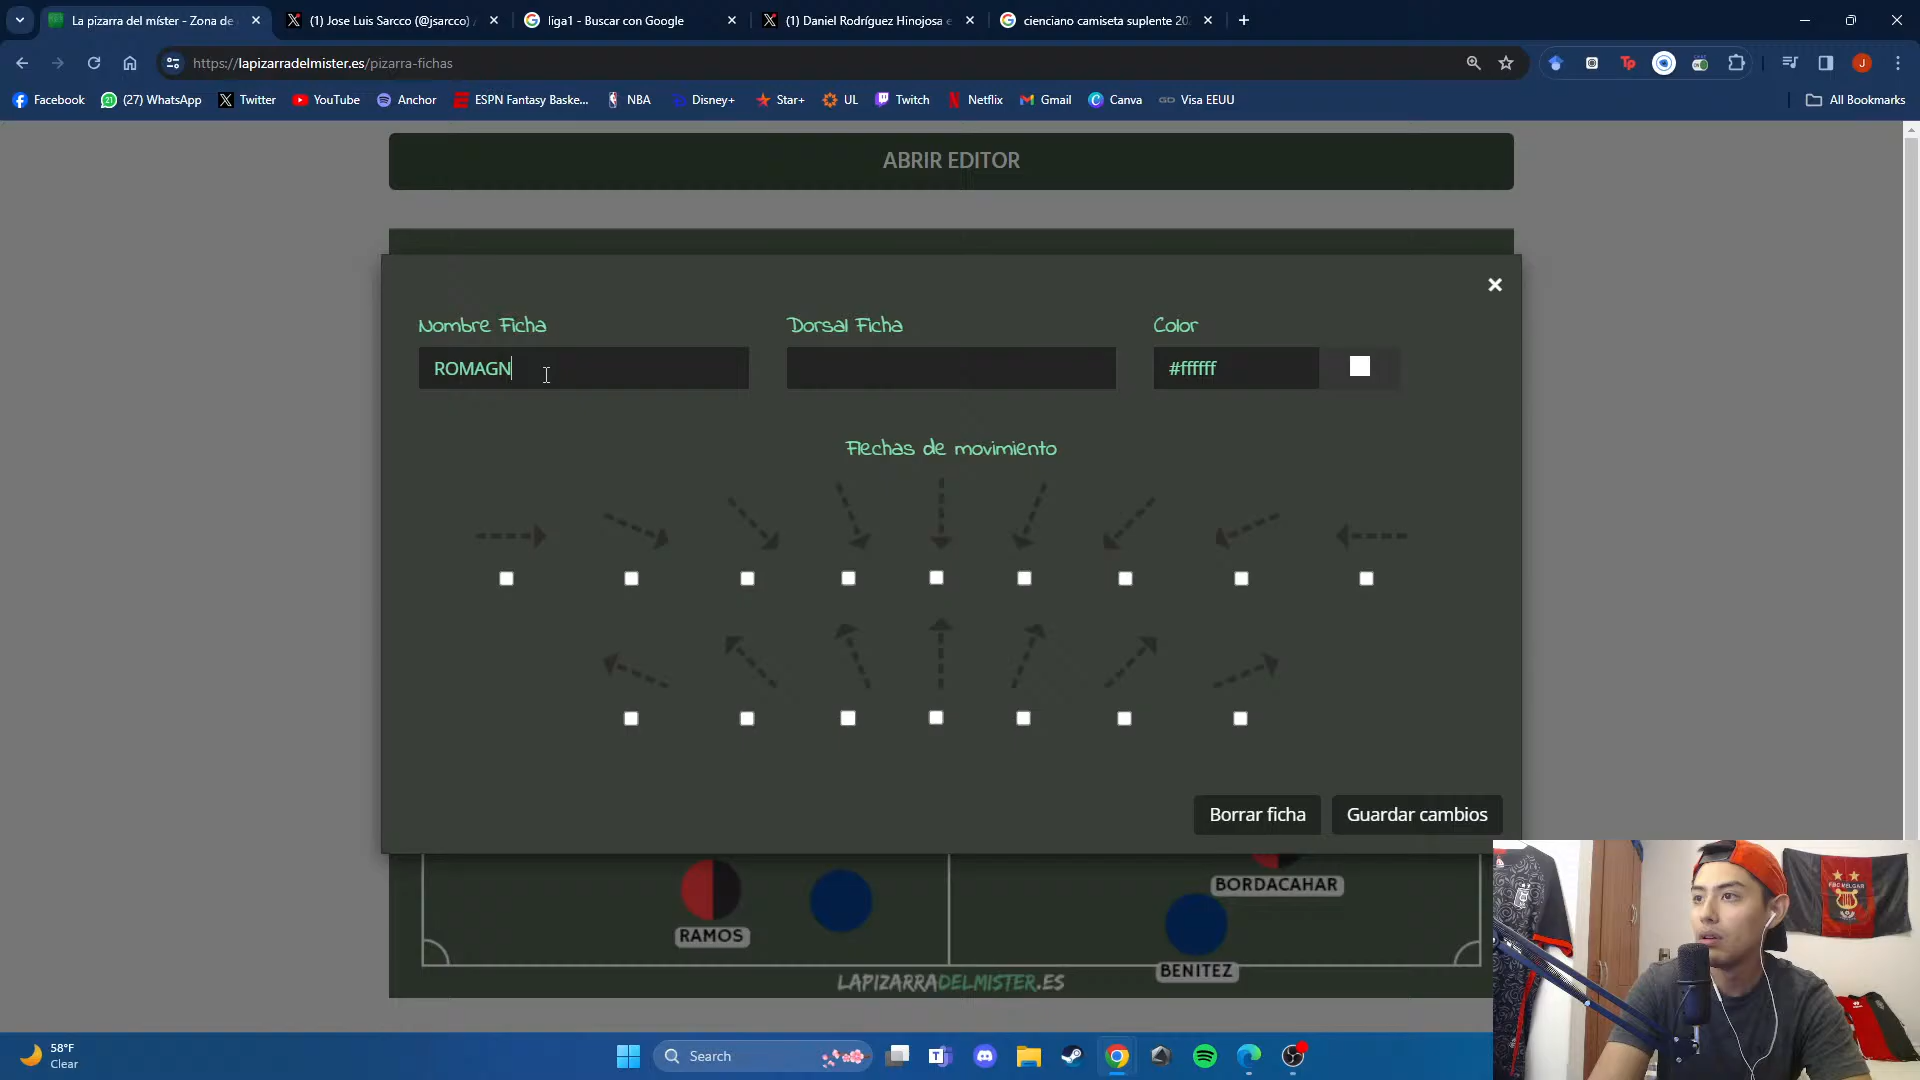 La pizarra del míster - Zona de
(1) Jose Luis Sarcco (@jsarcco)
liga1 - Buscar con Google
(1) Daniel Rodríguez Hinojosa e
cienciano camiseta suplente 20
https://lapizarradelmister.es/pizarra-fichas
Facebook
(27) WhatsApp
Twitter
YouTube
Anchor
ESPN Fantasy Baske...
NBA
Disney+
Star+
UL
Twitch
Netflix
Gmail
Canva
Visa EEUU
All Bookmarks
ABRIR EDITOR
Nombre Ficha
Dorsal Ficha
Color
ROMAGN
#ffffff
Flechas de movimiento
Borrar ficha
Guardar cambios
BORDACAHAR
RAMOS
BENITEZ
LAPIZARRADELMISTER.ES
FBC MELGAR
58°F
Clear
Search